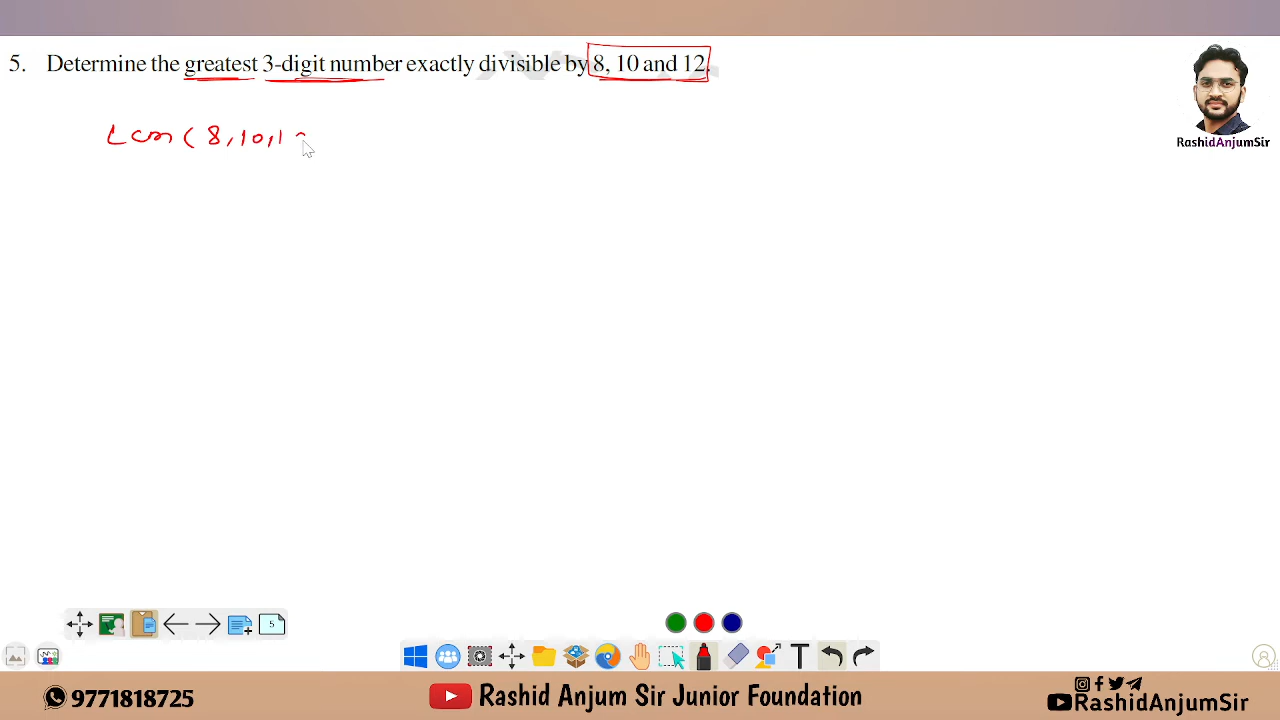 5. Determine the greatest 3-digit number exactly divisible by 8, 10 and 12.
Lcm ( 8, 10, 1
RashidAnjumSir
5
9771818725
Rashid Anjum Sir Junior Foundation
RashidAnjumSir